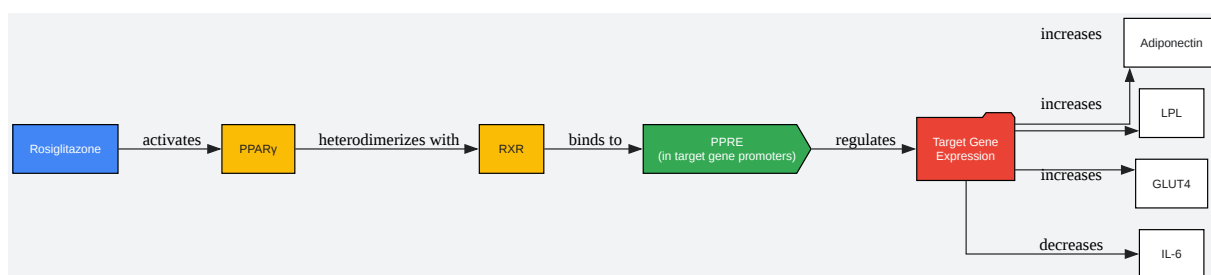 increases
Adiponectin
increases
LPL
Rosiglitazone
activates
PPARγ
heterodimerizes with
RXR
binds to
PPRE
(in target gene promoters)
regulates
Target Gene
Expression
increases
GLUT4
decreases
IL-6